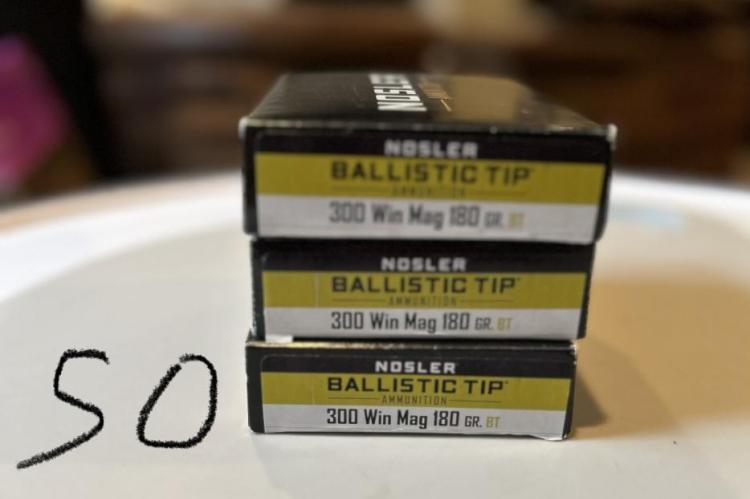 NOSLER
NOSLER
BALLISTIC TIP®
AMMUNITION
300 Win Mag 180 GR. BT
NOSLER
BALLISTIC TIP®
AMMUNITION
300 Win Mag 180 GR. BT
NOSLER
BALLISTIC TIP®
AMMUNITION
300 Win Mag 180 GR. BT
50